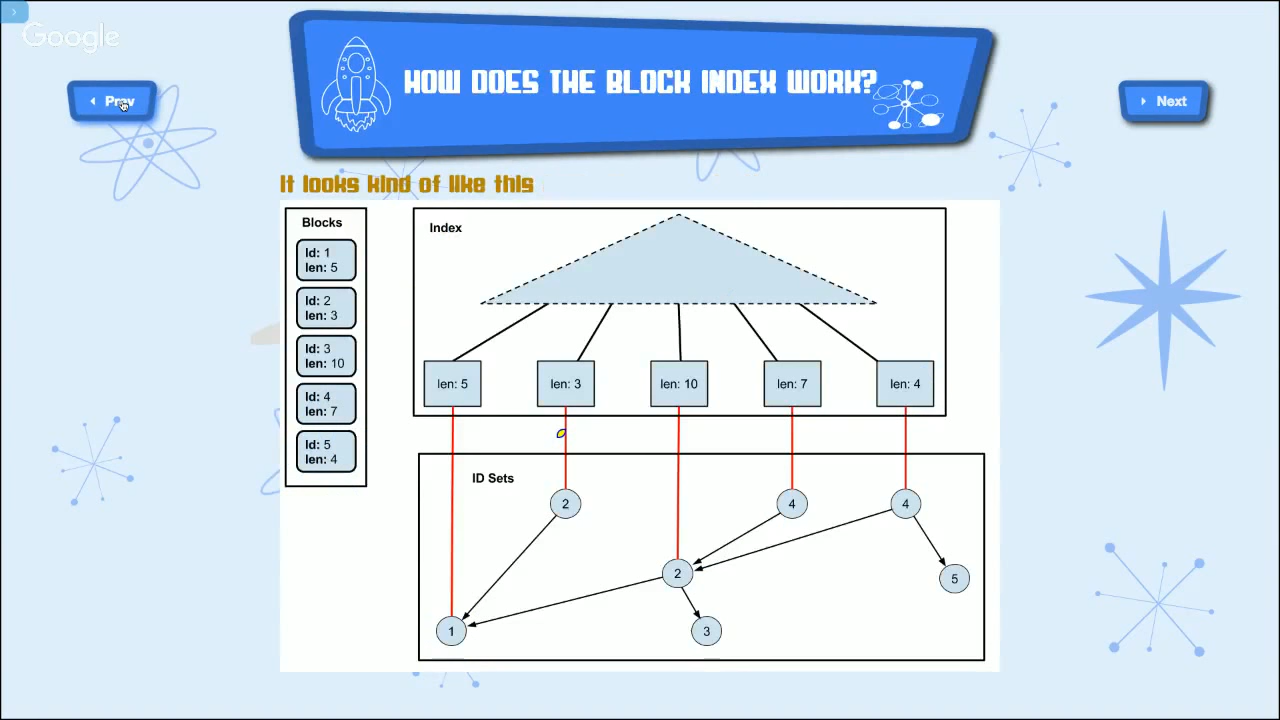 Google
HOW DOES THE BLOCK INDEX WORK?
Prev
Next
It looks kind of like this
Blocks
Id: 1
len: 5
Id: 2
len: 3
Id: 3
len: 10
Id: 4
len: 7
Id: 5
len: 4
Index
len: 5
len: 3
len: 10
len: 7
len: 4
ID Sets
2
4
4
2
5
1
3